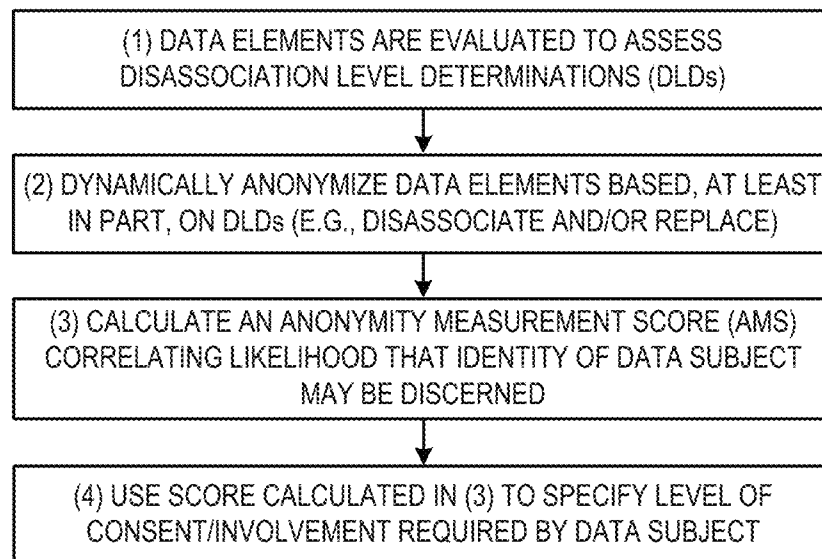 (1) DATA ELEMENTS ARE EVALUATED TO ASSESS
DISASSOCIATION LEVEL DETERMINATIONS (DLDs)
(2) DYNAMICALLY ANONYMIZE DATA ELEMENTS BASED, AT LEAST
IN PART, ON DLDs (E.G., DISASSOCIATE AND/OR REPLACE)
(3) CALCULATE AN ANONYMITY MEASUREMENT SCORE (AMS)
CORRELATING LIKELIHOOD THAT IDENTITY OF DATA SUBJECT
MAY BE DISCERNED
(4) USE SCORE CALCULATED IN (3) TO SPECIFY LEVEL OF
CONSENT/INVOLVEMENT REQUIRED BY DATA SUBJECT